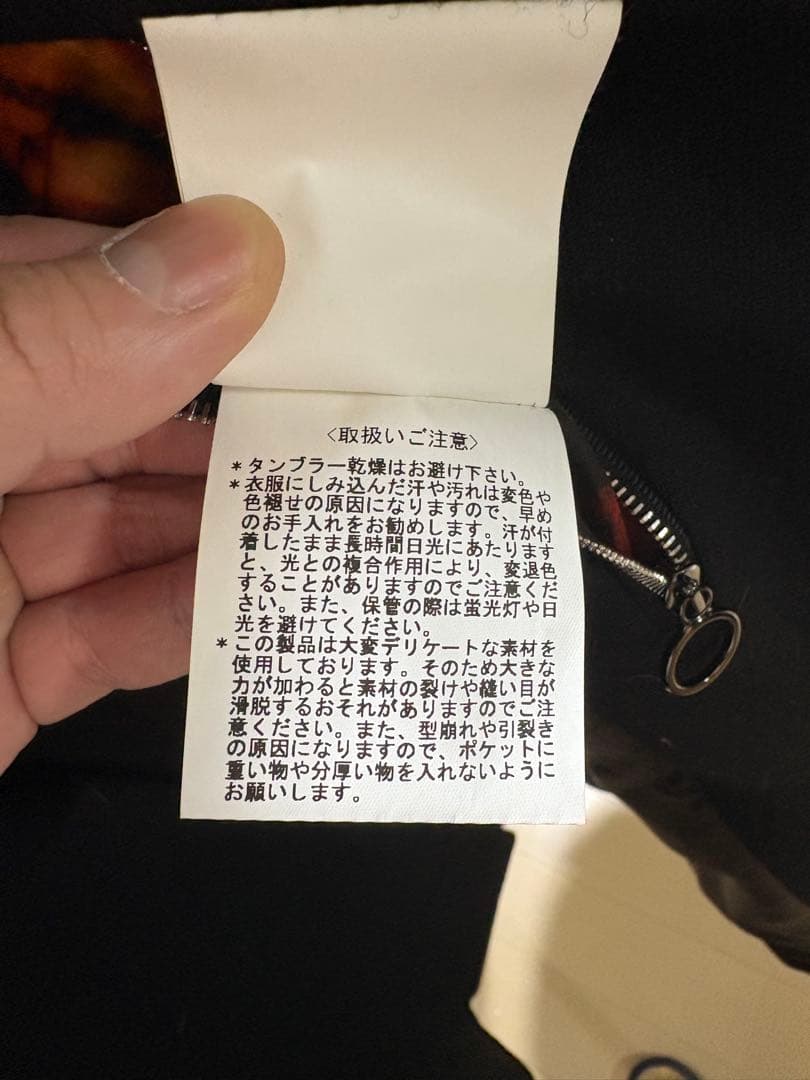 〈取扱いご注意〉
＊タンブラー乾燥はお避け下さい。
＊衣服にしみ込んだ汗や汚れは変色や
色褪せの原因になりますので、早め
のお手入れをお勧めします。汗が付
着したまま長時間日光にあたります
と、光との複合作用により、変退色
することがありますのでご注意くだ
さい。また、保管の際は蛍光灯や日
光を避けてください。
＊この製品は大変デリケートな素材を
使用しております。そのため大きな
力が加わると素材の裂けや縫い目が
滑脱するおそれがありますのでご注
意ください。また、型崩れや引裂き
の原因になりますので、ポケットに
重い物や分厚い物を入れないように
お願いします。